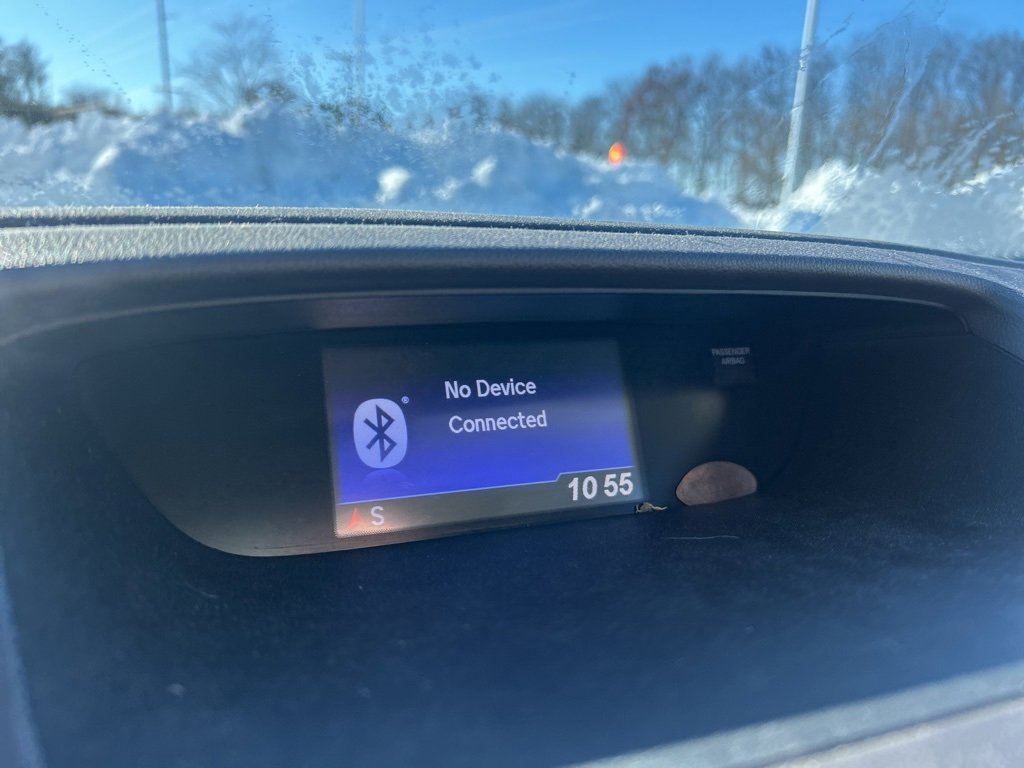 No Device
Connected
®
10 55
S
PASSENGER
AIRBAG